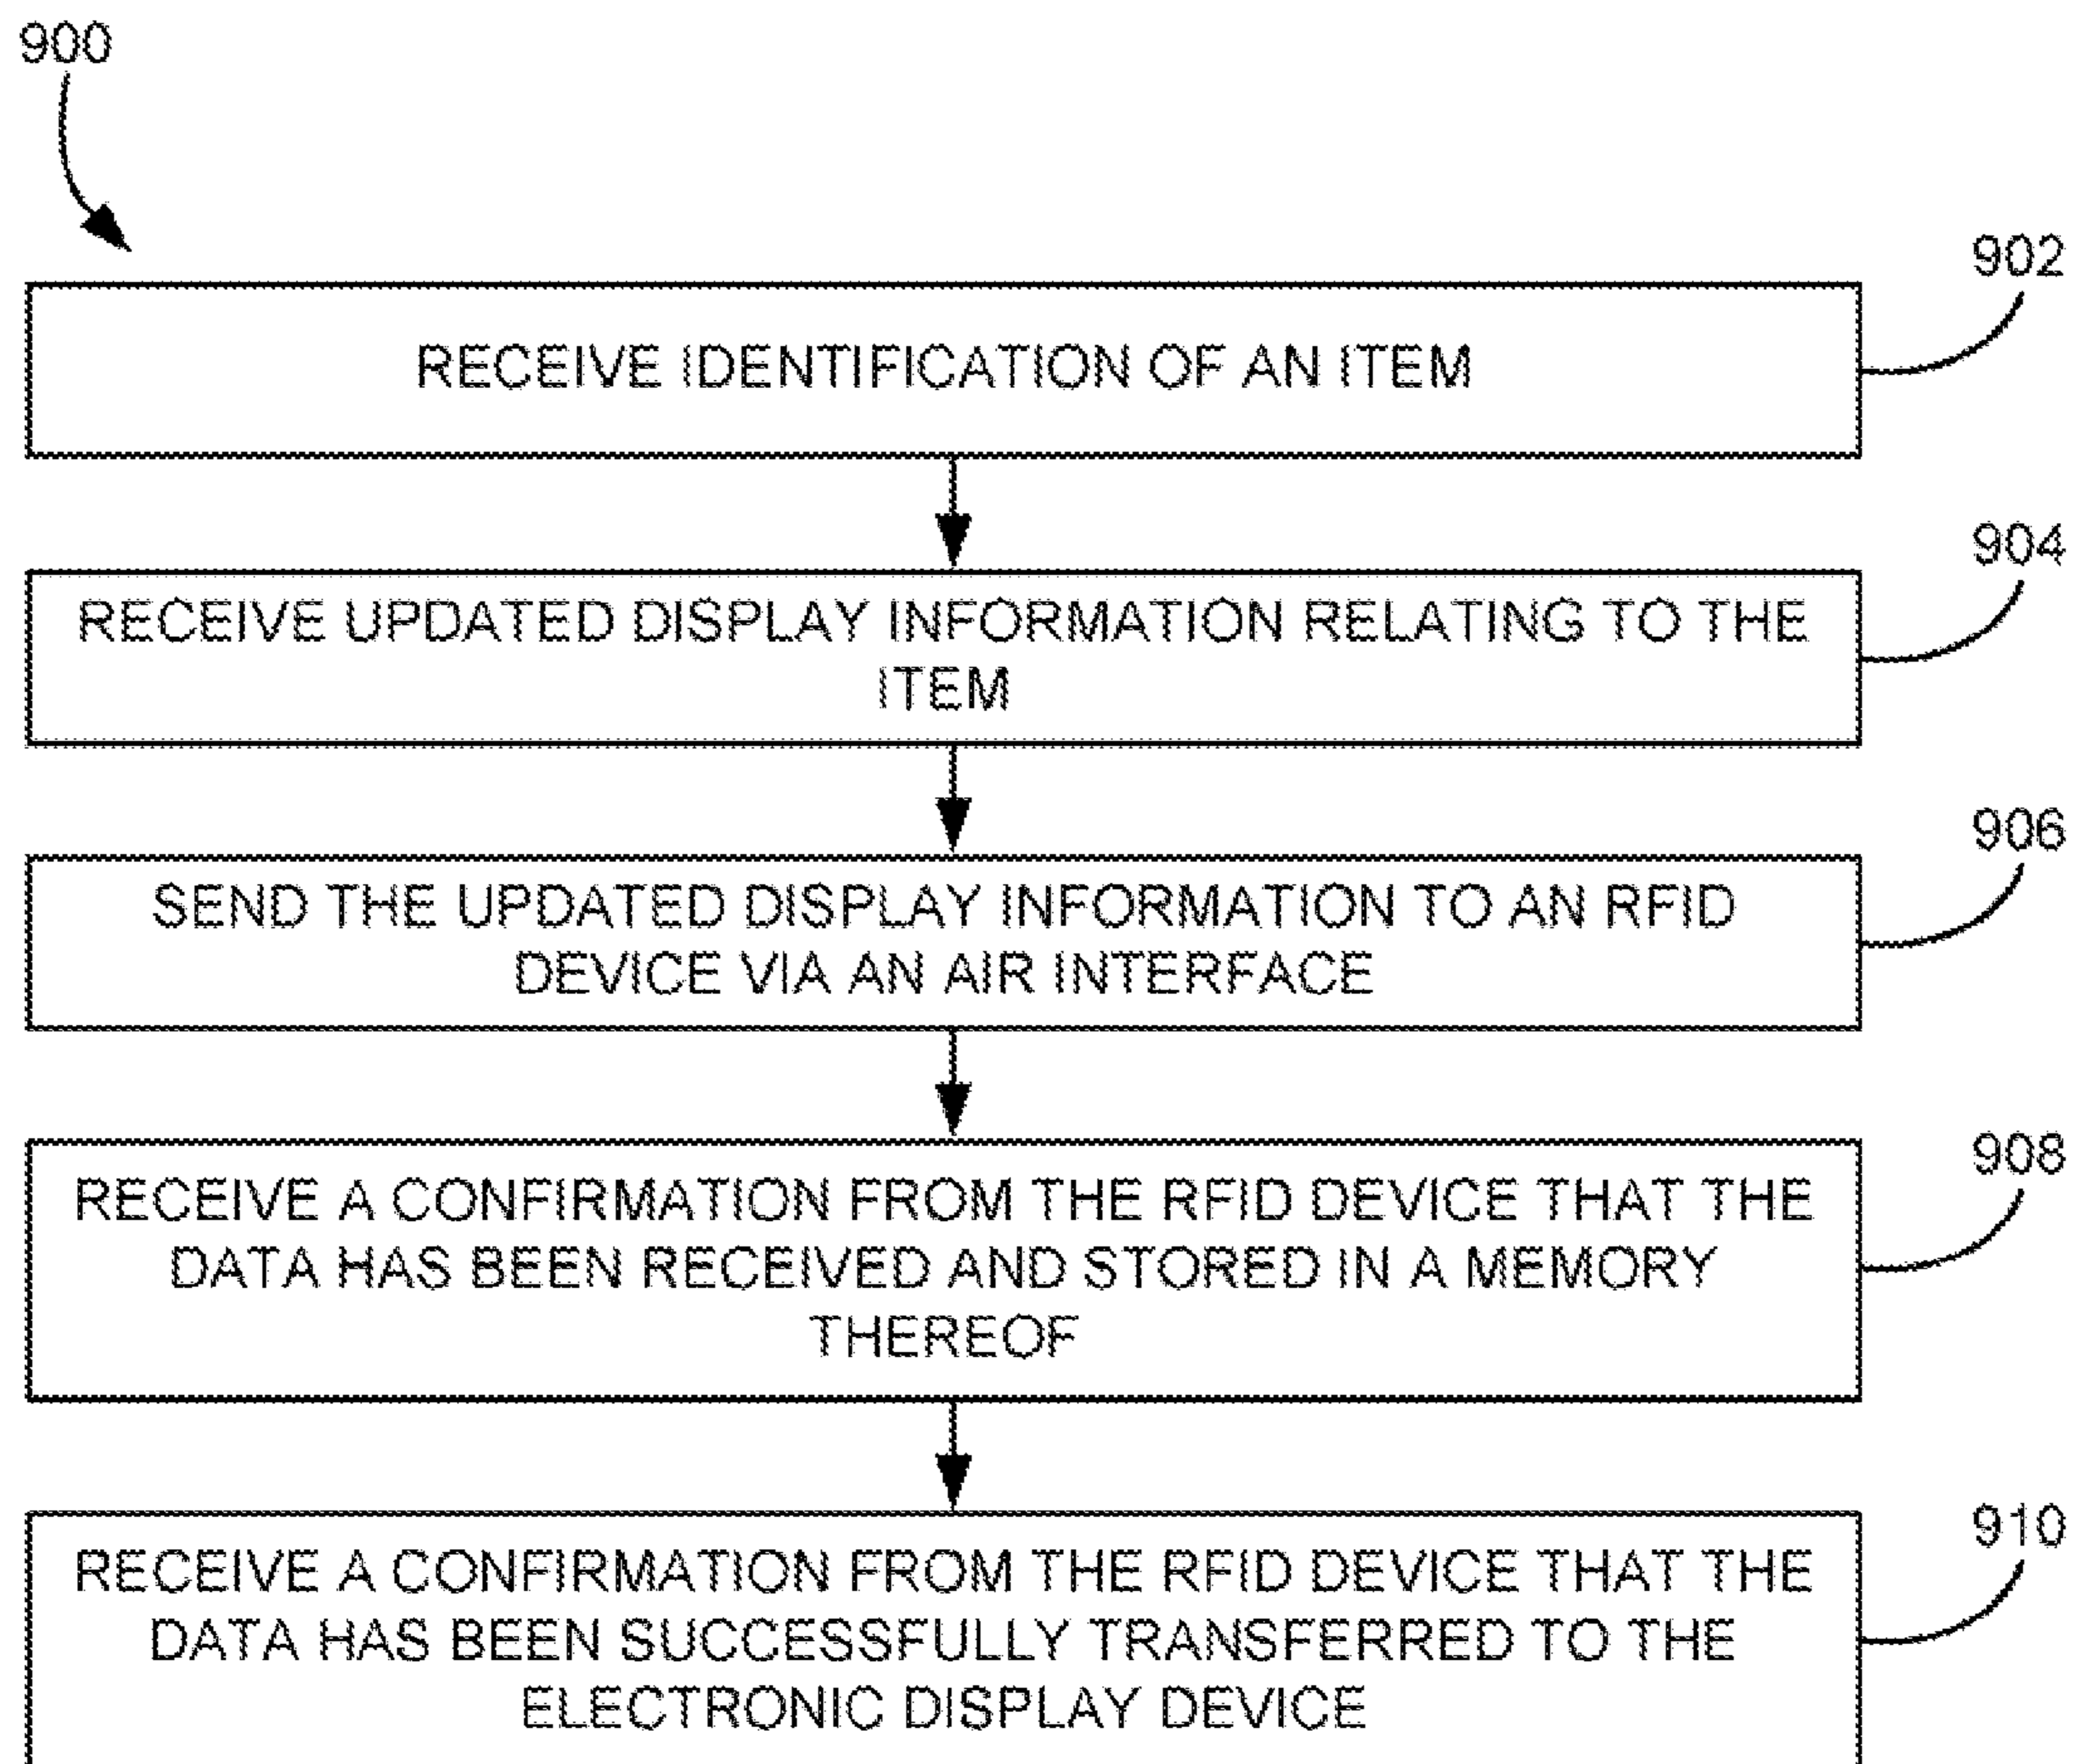 900
902
RECEIVE IDENTIFICATION OF AN ITEM
904
RECEIVE UPDATED DISPLAY INFORMATION RELATING TO THE
ITEM
906
SEND THE UPDATED DISPLAY INFORMATION TO AN RFID
DEVICE VIA AN AIR INTERFACE
908
RECEIVE A CONFIRMATION FROM THE RFID DEVICE THAT THE
DATA HAS BEEN RECEIVED AND STORED IN A MEMORY
THEREOF
910
RECEIVE A CONFIRMATION FROM THE RFID DEVICE THAT THE
DATA HAS BEEN SUCCESSFULLY TRANSFERRED TO THE
ELECTRONIC DISPLAY DEVICE